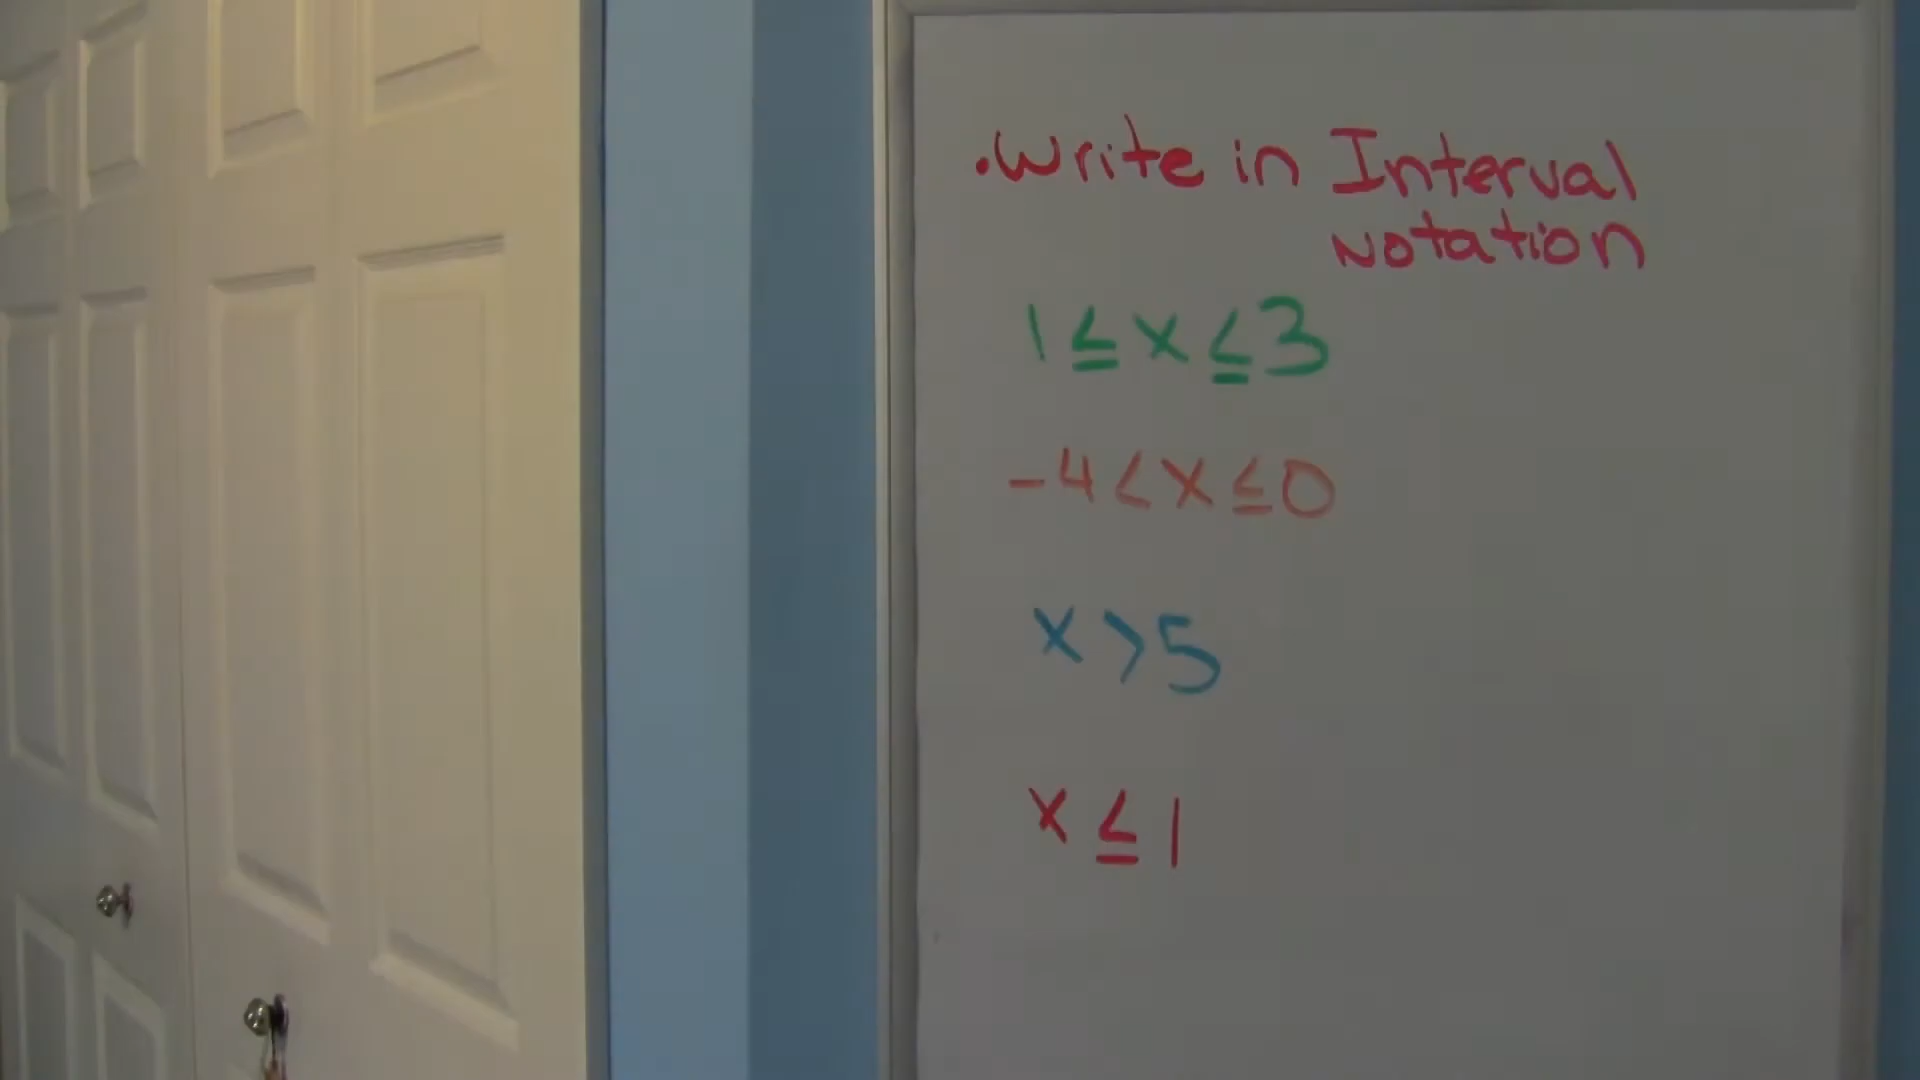 .Write in Interval
Notation
1 ≤ x ≤ 3
-4 < x ≤ 0
x > 5
x ≤ 1